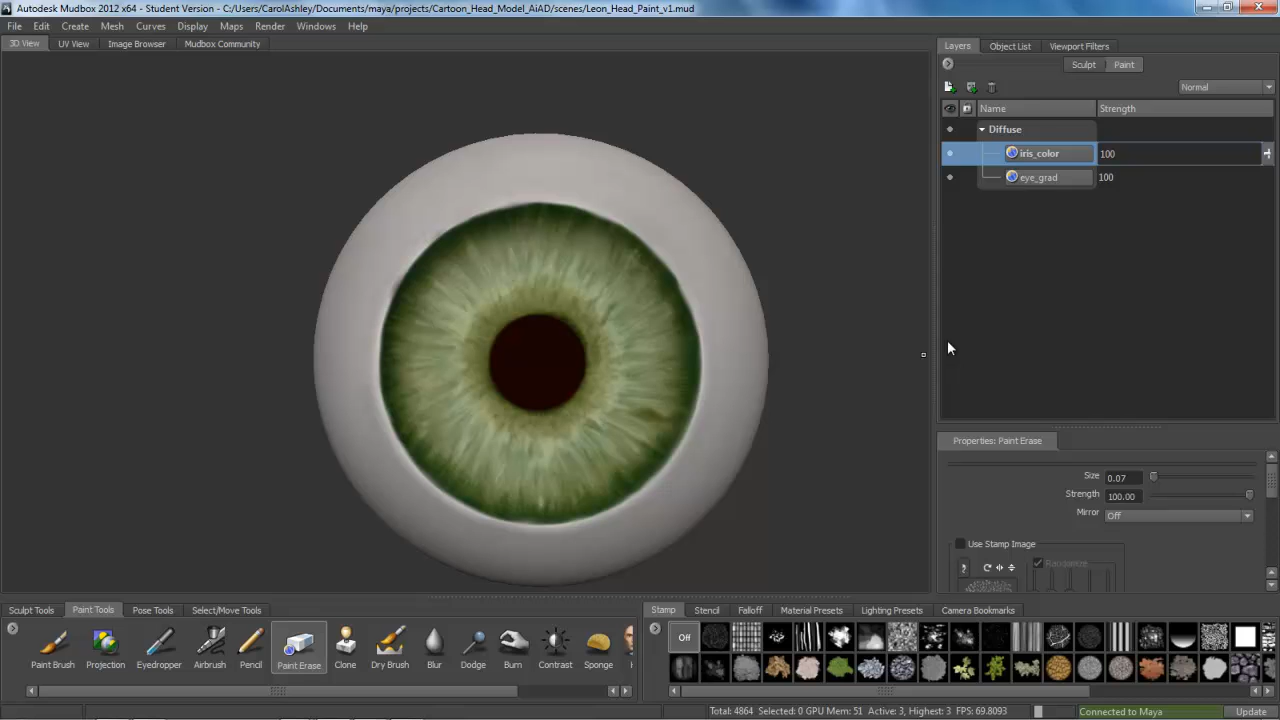 Autodesk Mudbox 2012 x64 - Student Version - C:/Users/CarolAshley/Documents/maya/projects/Cartoon_Head_Model_AiAD/scenes/Leon_Head_Paint_v1.mud
File Edit Create Mesh Curves Display Maps Render Windows Help
3D View UV View Image Browser Mudbox Community
Layers Object List Viewport Filters
Sculpt Paint
Normal
Name Strength
Diffuse
iris_color 100
eye_grad 100
Properties: Paint Erase
Size 0.07
Strength 100.00
Mirror Off
Use Stamp Image
Randomize
Sculpt Tools Paint Tools Pose Tools Select/Move Tools
Stamp Stencil Falloff Material Presets Lighting Presets Camera Bookmarks
Off
Paint Brush Projection Eyedropper Airbrush Pencil Paint Erase Clone Dry Brush Blur Dodge Burn Contrast Sponge
Total: 4864 Selected: 0 GPU Mem: 51 Active: 3, Highest: 3 FPS: 69.8093
Connected to Maya
Update